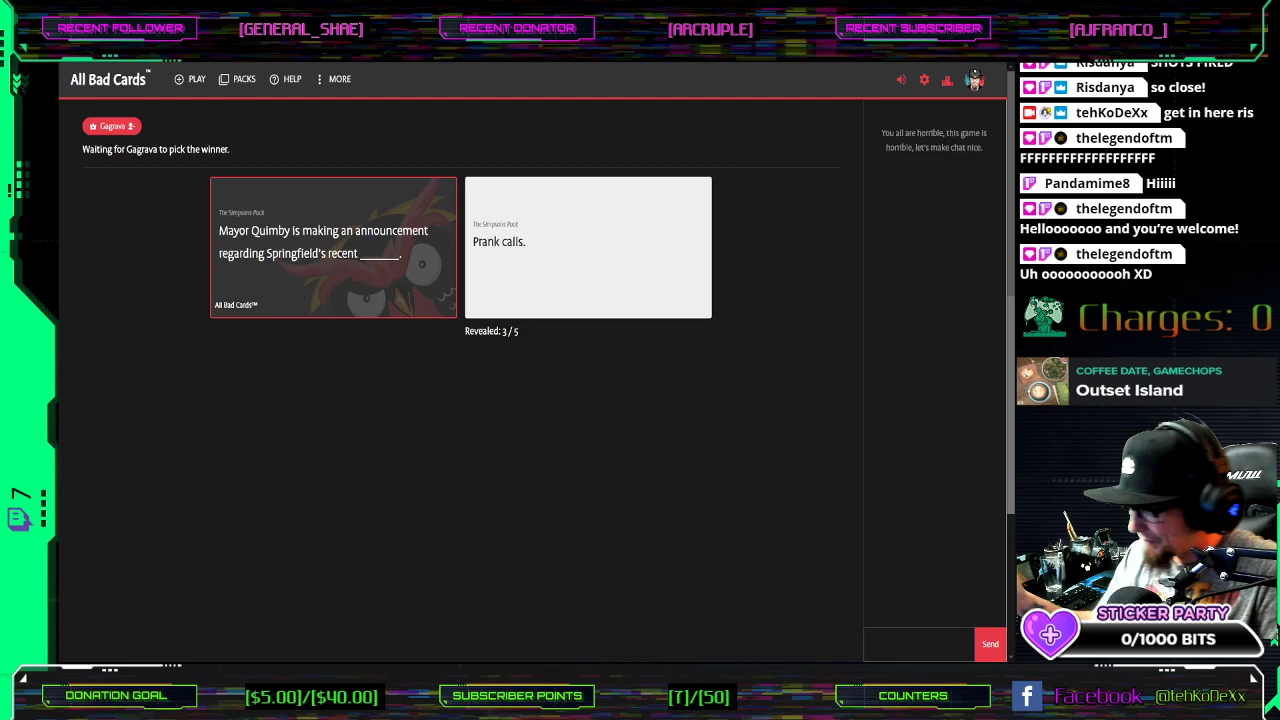 RECENT FOLLOWER
[GENERAL_SHAE]
RECENT DONATOR
[ARCRUPLE]
RECENT SUBSCRIBER
[AJFRANCO_]
All Bad Cards™
PLAY
PACKS
HELP
MORE
Gagrava
Waiting for Gagrava to pick the winner.
The Simpsons Pack
Mayor Quimby is making an announcement
regarding Springfield's recent ______.
All Bad Cards™
The Simpsons Pack
Prank calls.
Revealed: 3 / 5
You all are horrible, this game is
horrible, let's make chat nice.
Send
Risdanya SHOTS FIRED
Risdanya so close!
tehKoDeXx get in here ris
thelegendoftm
FFFFFFFFFFFFFFFFFFF
Pandamime8 Hiiiii
thelegendoftm
Helloooooo and you're welcome!
thelegendoftm
Uh ooooooooooh XD
Charges: 0
COFFEE DATE, GAMECHOPS
Outset Island
STICKER PARTY
0/1000 BITS
7
DONATION GOAL
[$5.00]/[$40.00]
SUBSCRIBER POINTS
[7]/[50]
COUNTERS
Facebook
@tehKoDeXx